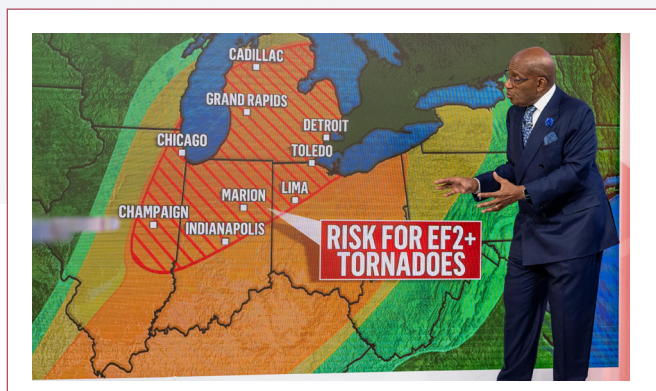 CADILLAC
GRAND RAPIDS
DETROIT
CHICAGO
TOLEDO
LIMA
MARION
CHAMPAIGN
INDIANAPOLIS
RISK FOR EF2+
TORNADOES